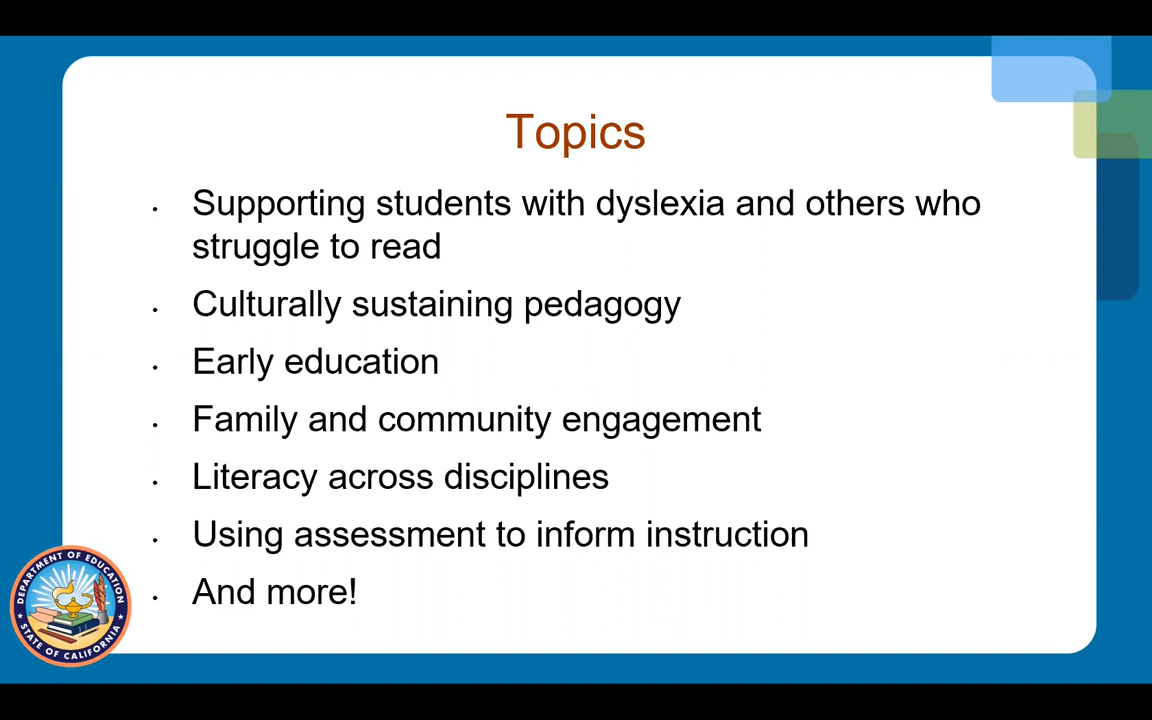 Topics
• Supporting students with dyslexia and others who
struggle to read
• Culturally sustaining pedagogy
• Early education
• Family and community engagement
• Literacy across disciplines
• Using assessment to inform instruction
• And more!
DEPARTMENT OF EDUCATION
STATE OF CALIFORNIA